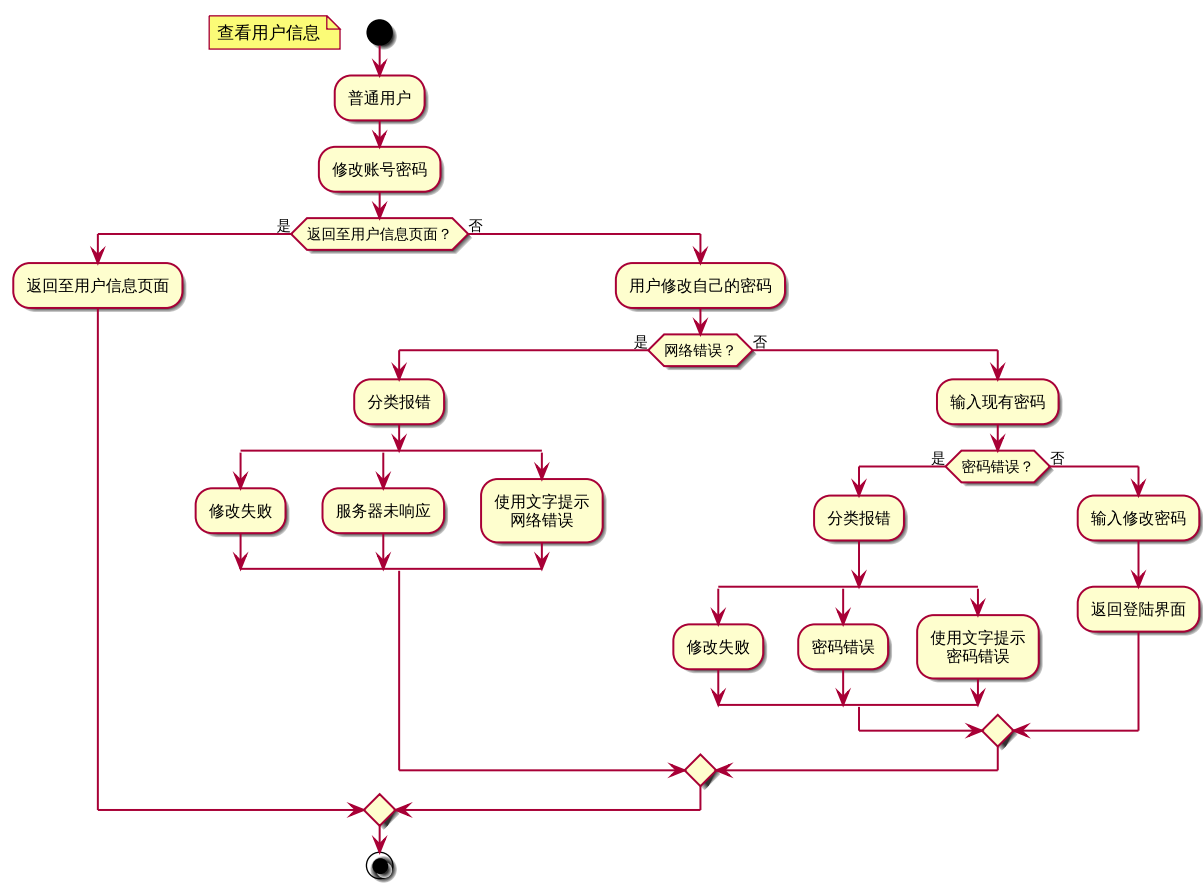 查看用户信息
普通用户
修改账号密码
是
返回至用户信息页面？
否
返回至用户信息页面
用户修改自己的密码
是
网络错误？
否
分类报错
输入现有密码
是
密码错误？
否
修改失败
服务器未响应
使用文字提示
网络错误
分类报错
输入修改密码
修改失败
密码错误
使用文字提示
密码错误
返回登陆界面